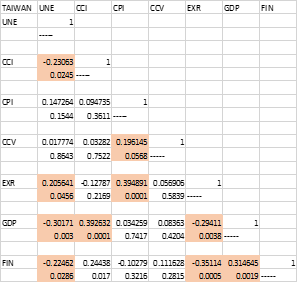 TAIWAN UNE CCI CPI CCV EXR GDP FIN
UNE 1
-----
CCI -0.23063 1
0.0245 -----
CPI 0.147264 0.094735 1
0.1544 0.3611 -----
CCV 0.017774 0.03282 0.196145 1
0.8643 0.7522 0.0568 -----
EXR 0.205641 -0.12787 0.394891 0.056906 1
0.0456 0.2169 0.0001 0.5839 -----
GDP -0.30171 0.392632 0.034259 0.08363 -0.29411 1
0.003 0.0001 0.7417 0.4204 0.0038 -----
FIN -0.22462 0.24438 -0.10279 0.111628 -0.35114 0.314645 1
0.0286 0.017 0.3216 0.2815 0.0005 0.0019 -----